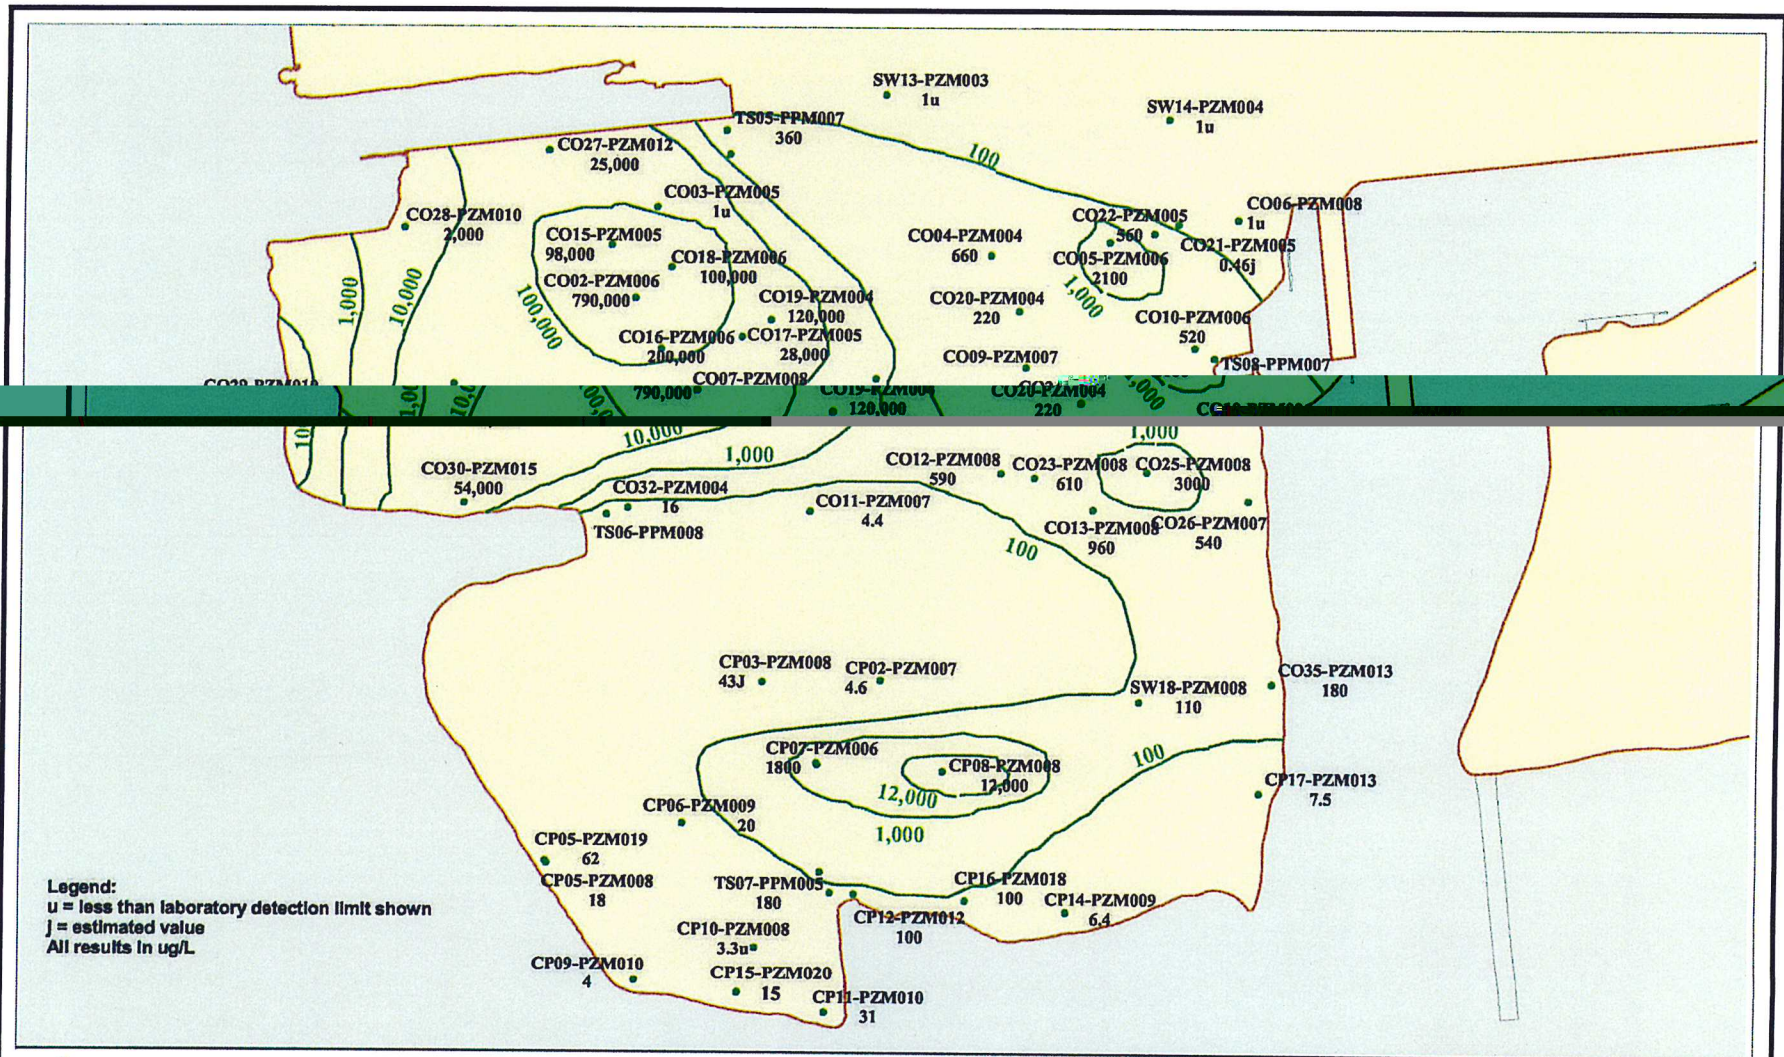 SW13-PZM003
1u
SW14-PZM004
1u
TS05-PPM007
360
100
CO27-PZM012
25,000
CO03-PZM005
1u
CO28-PZM010
2,000
CO22-PZM005
560
CO06-PZM008
1u
CO15-PZM005
98,000
CO04-PZM004
660
CO21-PZM005
0.46j
CO18-PZM006
100,000
CO05-PZM006
2100
CO02-PZM006
790,000
1,000
10,000
100,000
1,000
CO19-PZM004
120,000
CO20-PZM004
220
CO10-PZM006
520
CO16-PZM006
200,000
CO17-PZM005
28,000
CO09-PZM007
TS08-PPM007
CO07-PZM008
790,000
CO19-PZM004
120,000
CO20-PZM004
220
10,000
1,000
1,000
CO30-PZM015
54,000
CO12-PZM008
590
CO23-PZM008
610
CO25-PZM008
3000
CO32-PZM004
16
CO11-PZM007
4.4
TS06-PPM008
CO13-PZM008
960
CO26-PZM007
540
100
CP03-PZM008
43J
CP02-PZM007
4.6
CO35-PZM013
180
SW18-PZM008
110
CP07-PZM006
1800
CP08-PZM008
12,000
100
CP17-PZM013
7.5
12,000
CP06-PZM009
20
1,000
CP05-PZM019
62
CP05-PZM008
18
TS07-PPM005
180
CP16-PZM018
100
CP14-PZM009
6.4
CP12-PZM012
100
Legend:
u = less than laboratory detection limit shown
j = estimated value
All results in ug/L
CP10-PZM008
3.3u
CP09-PZM010
4
CP15-PZM020
15
CP11-PZM010
31